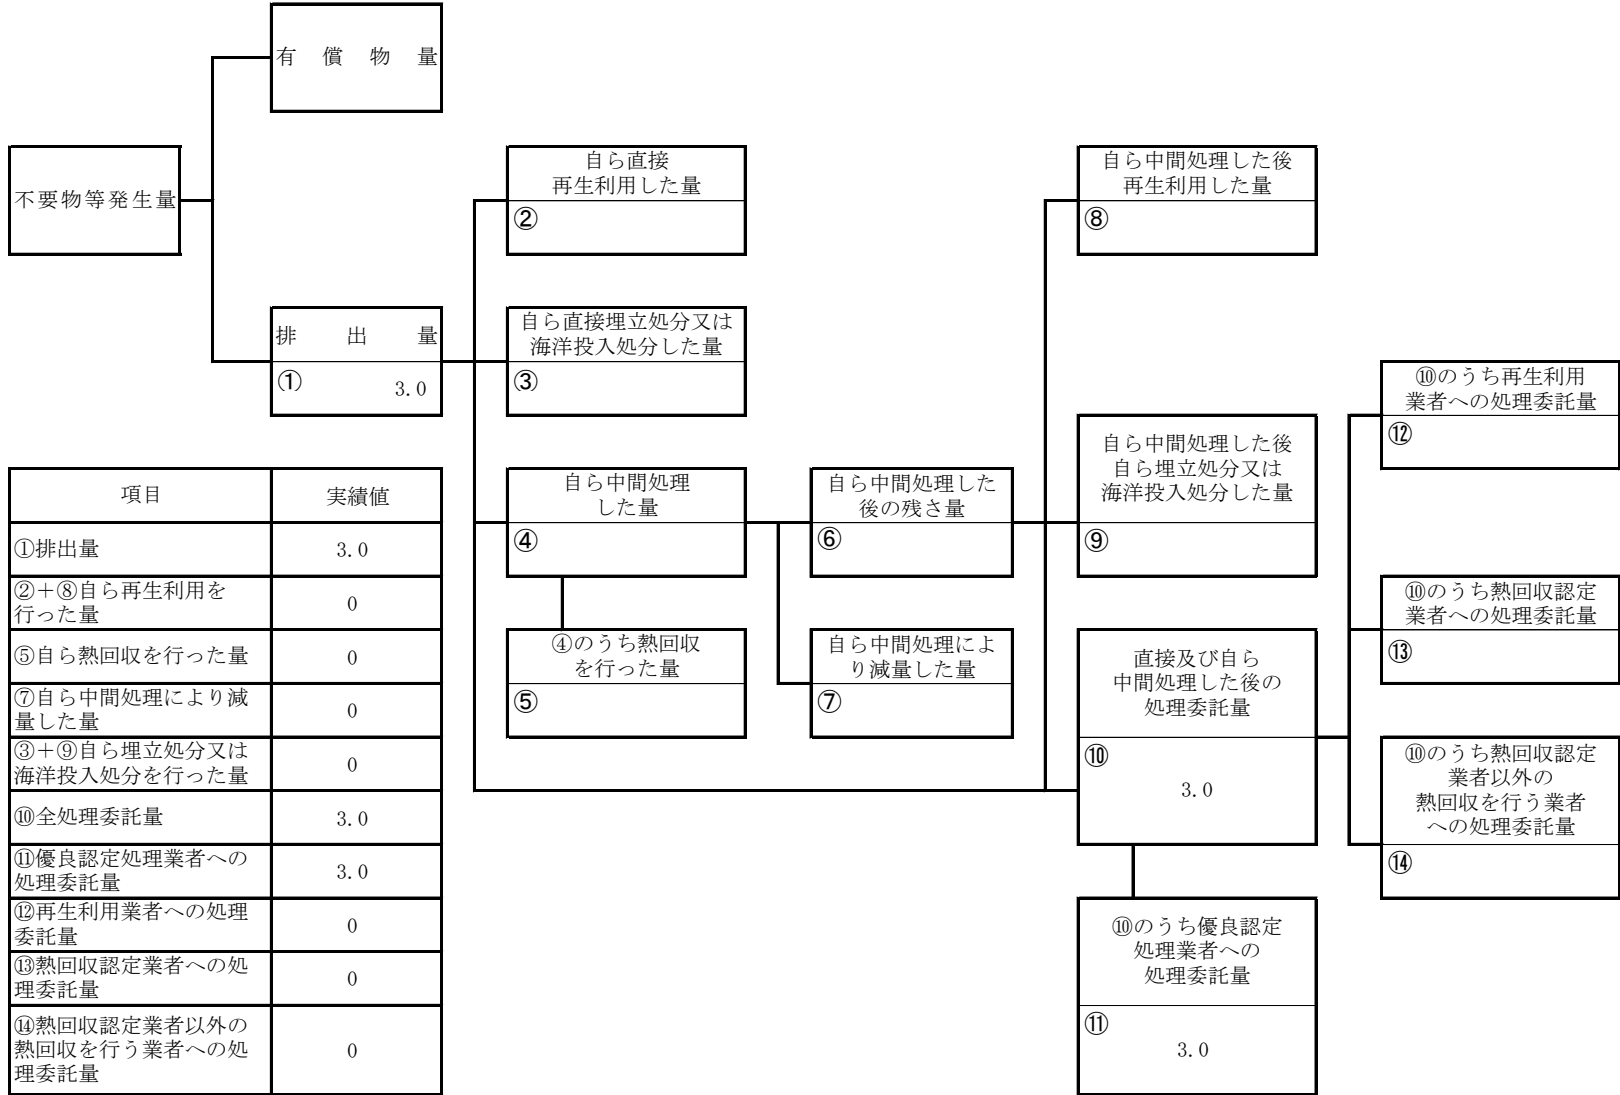 有償物量
不要物等発生量
排出量
① 3.0
自ら直接
再生利用した量
②
自ら直接埋立処分又は
海洋投入処分した量
③
自ら中間処理
した量
④
④のうち熱回収
を行った量
⑤
自ら中間処理した
後の残さ量
⑥
自ら中間処理によ
り減量した量
⑦
自ら中間処理した後
再生利用した量
⑧
自ら中間処理した後
自ら埋立処分又は
海洋投入処分した量
⑨
直接及び自ら
中間処理した後の
処理委託量
⑩
3.0
⑩のうち優良認定
処理業者への
処理委託量
⑪
3.0
⑩のうち再生利用
業者への処理委託量
⑫
⑩のうち熱回収認定
業者への処理委託量
⑬
⑩のうち熱回収認定
業者以外の
熱回収を行う業者
への処理委託量
⑭
項目 実績値
①排出量 3.0
②+⑧自ら再生利用を
行った量 0
⑤自ら熱回収を行った量 0
⑦自ら中間処理により減
量した量 0
③+⑨自ら埋立処分又は
海洋投入処分を行った量 0
⑩全処理委託量 3.0
⑪優良認定処理業者への
処理委託量 3.0
⑫再生利用業者への処理
委託量 0
⑬熱回収認定業者への処
理委託量 0
⑭熱回収認定業者以外の
熱回収を行う業者への処
理委託量 0